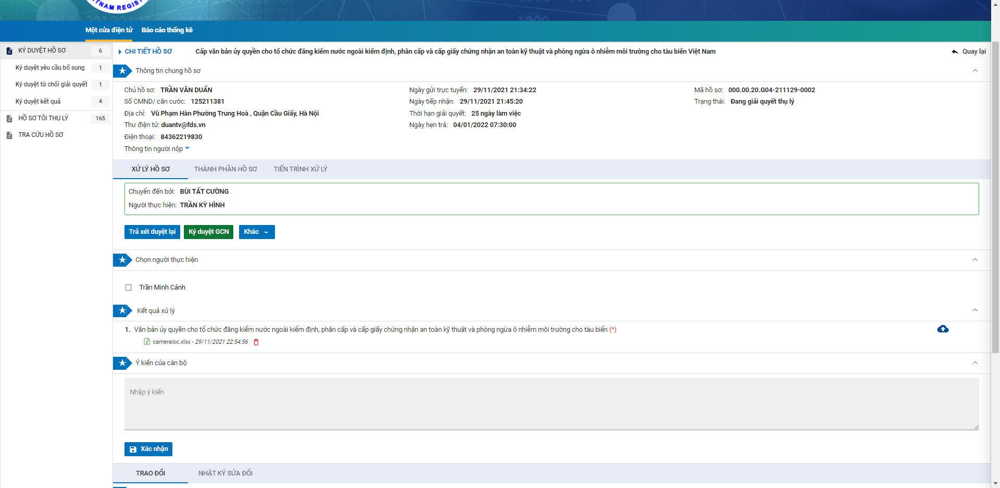 TNAM REGIS
Một cửa điện tử Báo cáo thống kê
KÝ DUYỆT HỒ SƠ 6
Ký duyệt yêu cầu bổ sung 1
Ký duyệt từ chối giải quyết 1
Ký duyệt kết quả 4
HỒ SƠ TÔI THỤ LÝ 165
TRA CỨU HỒ SƠ
CHI TIẾT HỒ SƠ Cấp văn bản ủy quyền cho tổ chức đăng kiểm nước ngoài kiểm định, phân cấp và cấp giấy chứng nhận an toàn kỹ thuật và phòng ngừa ô nhiễm môi trường cho tàu biển Việt Nam Quay lại
Thông tin chung hồ sơ
Chủ hồ sơ: TRẦN VĂN DUẨN Ngày gửi trực tuyến: 29/11/2021 21:34:22 Mã hồ sơ: 000.00.20.G04-211129-0002
Số CMND/ căn cước: 125211381 Ngày tiếp nhận: 29/11/2021 21:45:20 Trạng thái: Đang giải quyết thụ lý
Địa chỉ: Vũ Phạm Hàn Phường Trung Hoà , Quận Cầu Giấy, Hà Nội Thời hạn giải quyết: 25 ngày làm việc
Thư điện tử: duantv@fds.vn Ngày hẹn trả: 04/01/2022 07:30:00
Điện thoại: 84362219830
Thông tin người nộp
XỬ LÝ HỒ SƠ THÀNH PHẦN HỒ SƠ TIẾN TRÌNH XỬ LÝ
Chuyển đến bởi: BÙI TẤT CƯỜNG
Người thực hiện: TRẦN KỲ HÌNH
Trả xét duyệt lại Ký duyệt GCN Khác
Chọn người thực hiện
Trần Minh Cảnh
Kết quả xử lý
1. Văn bản ủy quyền cho tổ chức đăng kiểm nước ngoài kiểm định, phân cấp và cấp giấy chứng nhận an toàn kỹ thuật và phòng ngừa ô nhiễm môi trường cho tàu biển (*)
cameraioc.xlsx - 29/11/2021 22:54:56
Ý kiến của cán bộ
Nhập ý kiến
Xác nhận
TRAO ĐỔI NHẬT KÝ SỬA ĐỔI